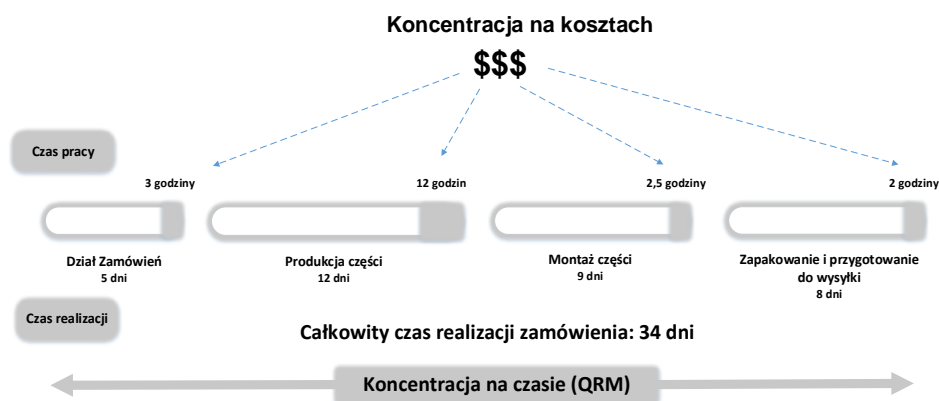 Koncentracja na kosztach
$$$
Czas pracy
3 godziny
12 godzin
2,5 godziny
2 godziny
Dział Zamówień
5 dni
Produkcja części
12 dni
Montaż części
9 dni
Zapakowanie i przygotowanie
do wysyłki
8 dni
Czas realizacji
Całkowity czas realizacji zamówienia: 34 dni
Koncentracja na czasie (QRM)